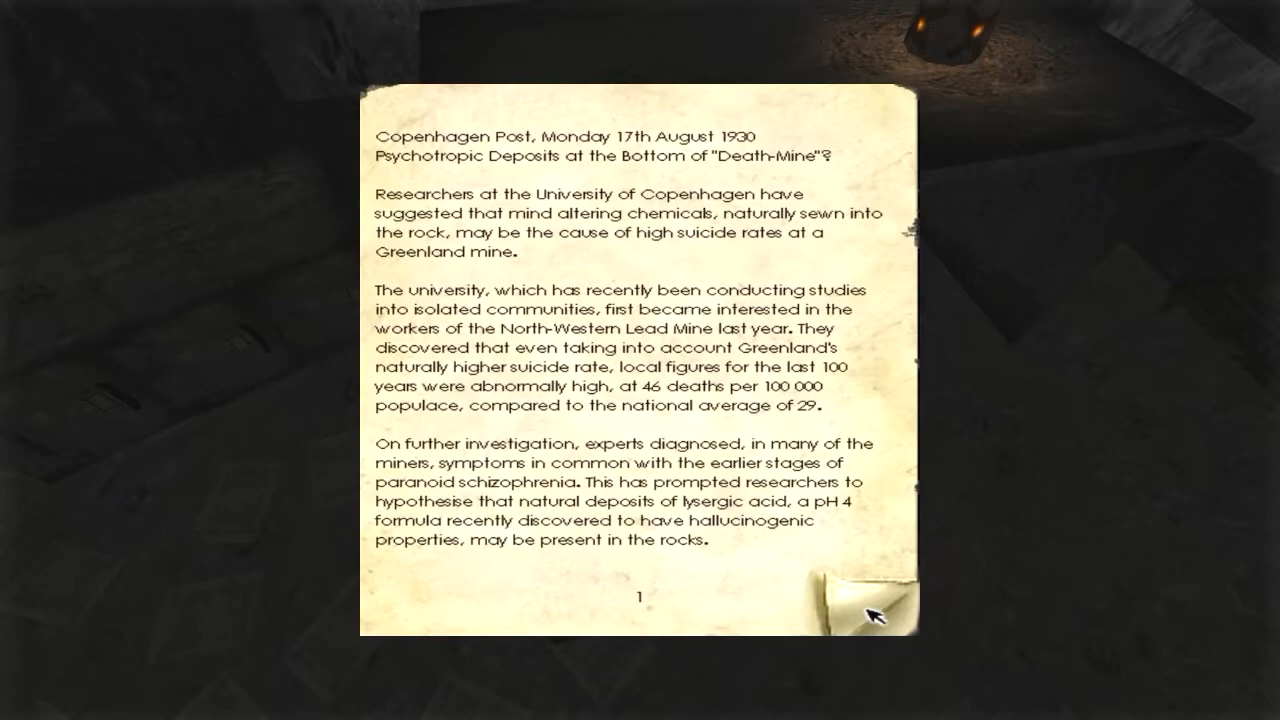 Copenhagen Post, Monday 17th August 1930
Psychotropic Deposits at the Bottom of "Death-Mine"?
Researchers at the University of Copenhagen have
suggested that mind altering chemicals, naturally sewn into
the rock, may be the cause of high suicide rates at a
Greenland mine.
The university, which has recently been conducting studies
into isolated communities, first became interested in the
workers of the North-Western Lead Mine last year. They
discovered that even taking into account Greenland's
naturally higher suicide rate, local figures for the last 100
years were abnormally high, at 46 deaths per 100 000
populace, compared to the national average of 29.
On further investigation, experts diagnosed, in many of the
miners, symptoms in common with the earlier stages of
paranoid schizophrenia. This has prompted researchers to
hypothesise that natural deposits of lysergic acid, a pH 4
formula recently discovered to have hallucinogenic
properties, may be present in the rocks.
1